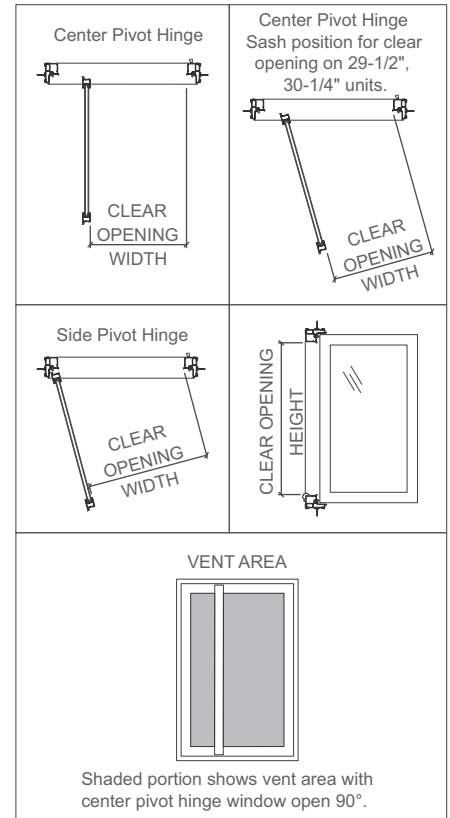 Center Pivot Hinge
CLEAR
OPENING
WIDTH
Center Pivot Hinge
Sash position for clear
opening on 29-1/2",
30-1/4" units.
CLEAR
OPENING
WIDTH
Side Pivot Hinge
CLEAR
OPENING
WIDTH
CLEAR OPENING
HEIGHT
VENT AREA
Shaded portion shows vent area with
center pivot hinge window open 90°.